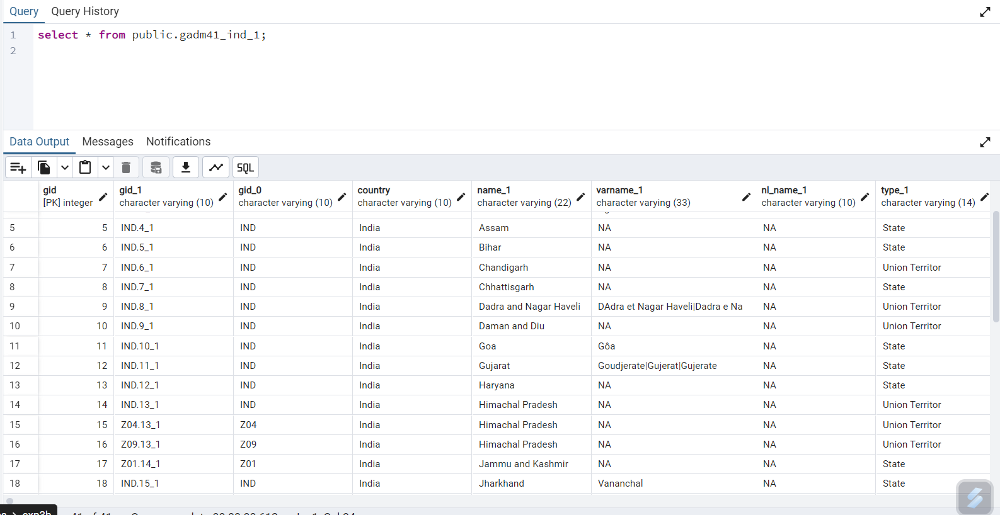 Query Query History
1 select * from public.gadm41_ind_1;
2
Data Output Messages Notifications
SQL
gid gid_1 gid_0 country name_1 varname_1 nl_name_1 type_1
[PK] integer character varying (10) character varying (10) character varying (10) character varying (22) character varying (33) character varying (10) character varying (14)
5 5 IND.4_1 IND India Assam NA NA State
6 6 IND.5_1 IND India Bihar NA NA State
7 7 IND.6_1 IND India Chandigarh NA NA Union Territor
8 8 IND.7_1 IND India Chhattisgarh NA NA State
9 9 IND.8_1 IND India Dadra and Nagar Haveli DAdra et Nagar Haveli|Dadra e Na NA Union Territor
10 10 IND.9_1 IND India Daman and Diu NA NA Union Territor
11 11 IND.10_1 IND India Goa Gôa NA State
12 12 IND.11_1 IND India Gujarat Goudjerate|Gujerat|Gujerate NA State
13 13 IND.12_1 IND India Haryana NA NA State
14 14 IND.13_1 IND India Himachal Pradesh NA NA Union Territor
15 15 Z04.13_1 Z04 India Himachal Pradesh NA NA Union Territor
16 16 Z09.13_1 Z09 India Himachal Pradesh NA NA Union Territor
17 17 Z01.14_1 Z01 India Jammu and Kashmir NA NA State
18 18 IND.15_1 IND India Jharkhand Vananchal NA State